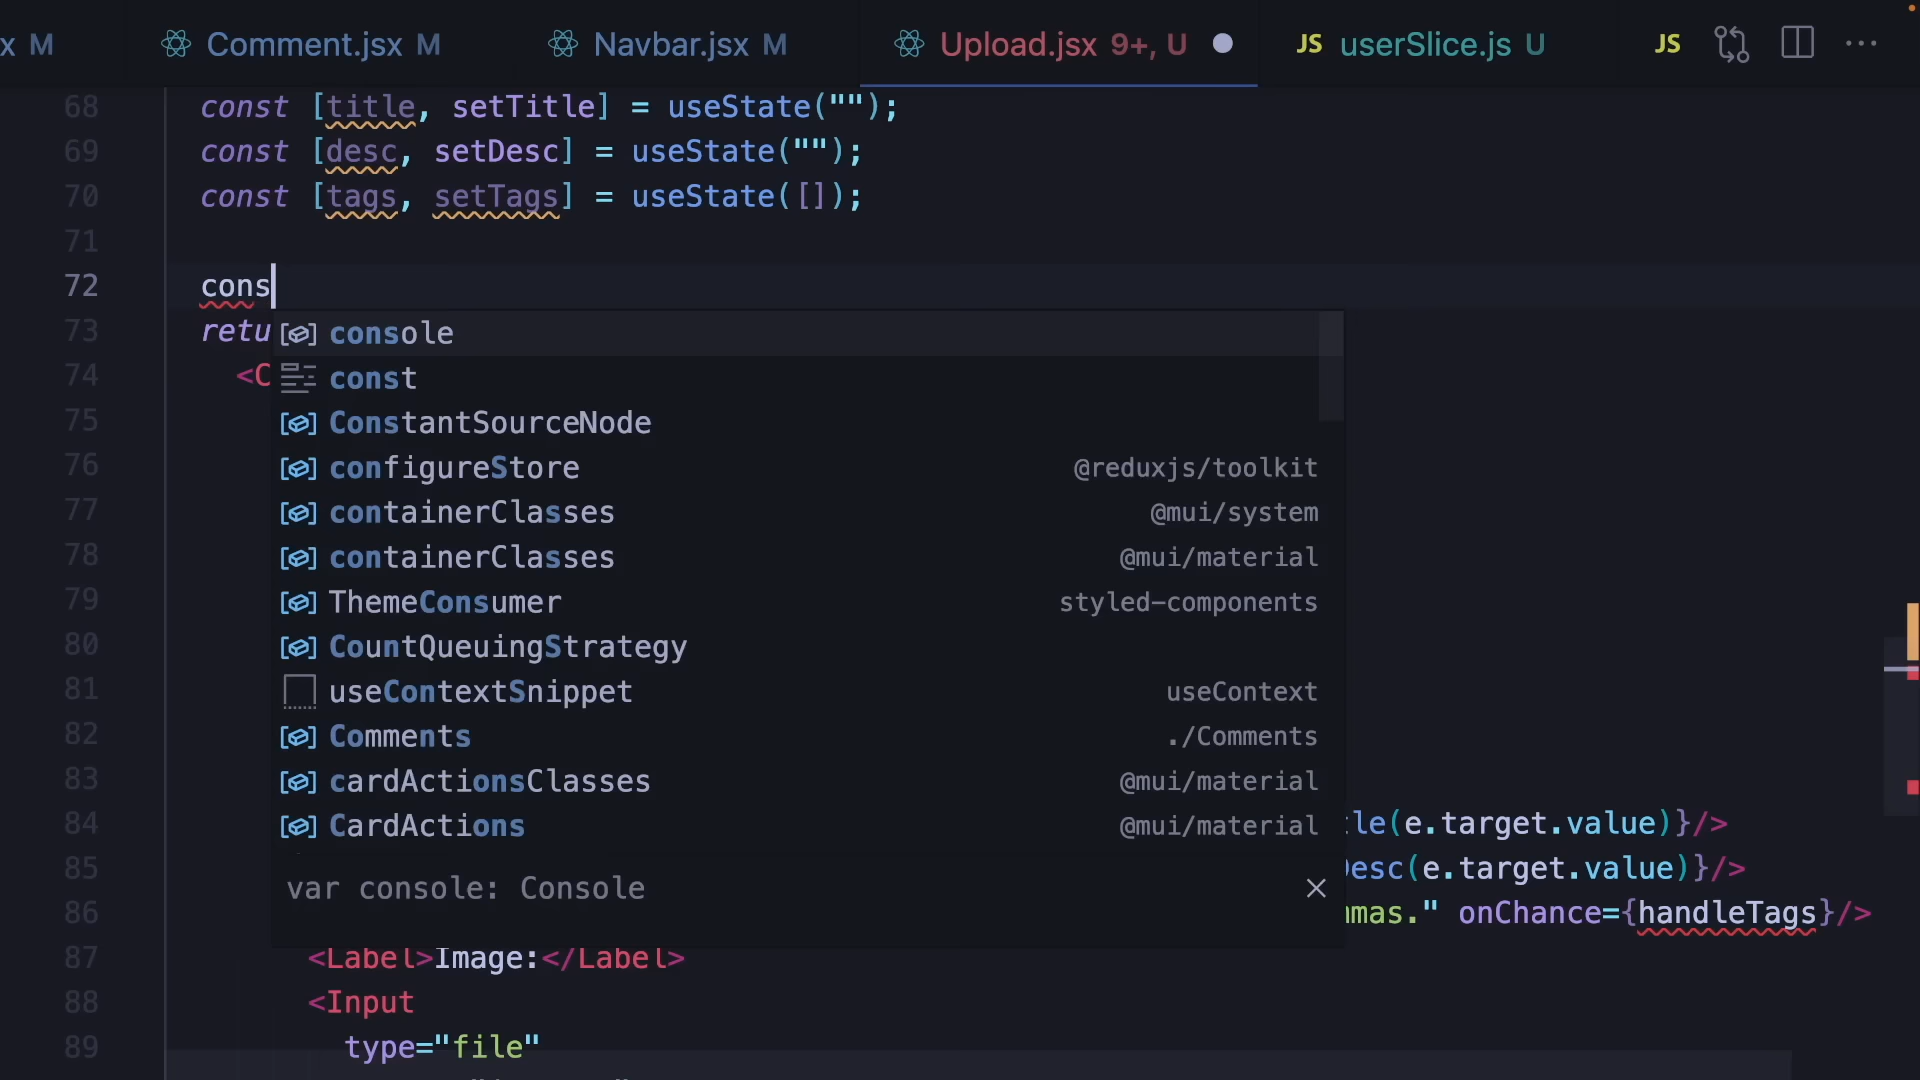 x M Comment.jsx M Navbar.jsx M Upload.jsx 9+, U JS userSlice.js U JS
68 const [title, setTitle] = useState("");
69 const [desc, setDesc] = useState("");
70 const [tags, setTags] = useState([]);
71
72 cons
73 retu
74 <C
console
const
75 ConstantSourceNode
76 configureStore @reduxjs/toolkit
77 containerClasses @mui/system
78 containerClasses @mui/material
79 ThemeConsumer styled-components
80 CountQueuingStrategy
81 useContextSnippet useContext
82 Comments ./Comments
83 cardActionsClasses @mui/material
84 CardActions @mui/material tle(e.target.value)}/>
85 var console: Console esc(e.target.value)}/>
86 mas." onChance={handleTags}/>
87 <Label>Image:</Label>
88 <Input
89 type="file"